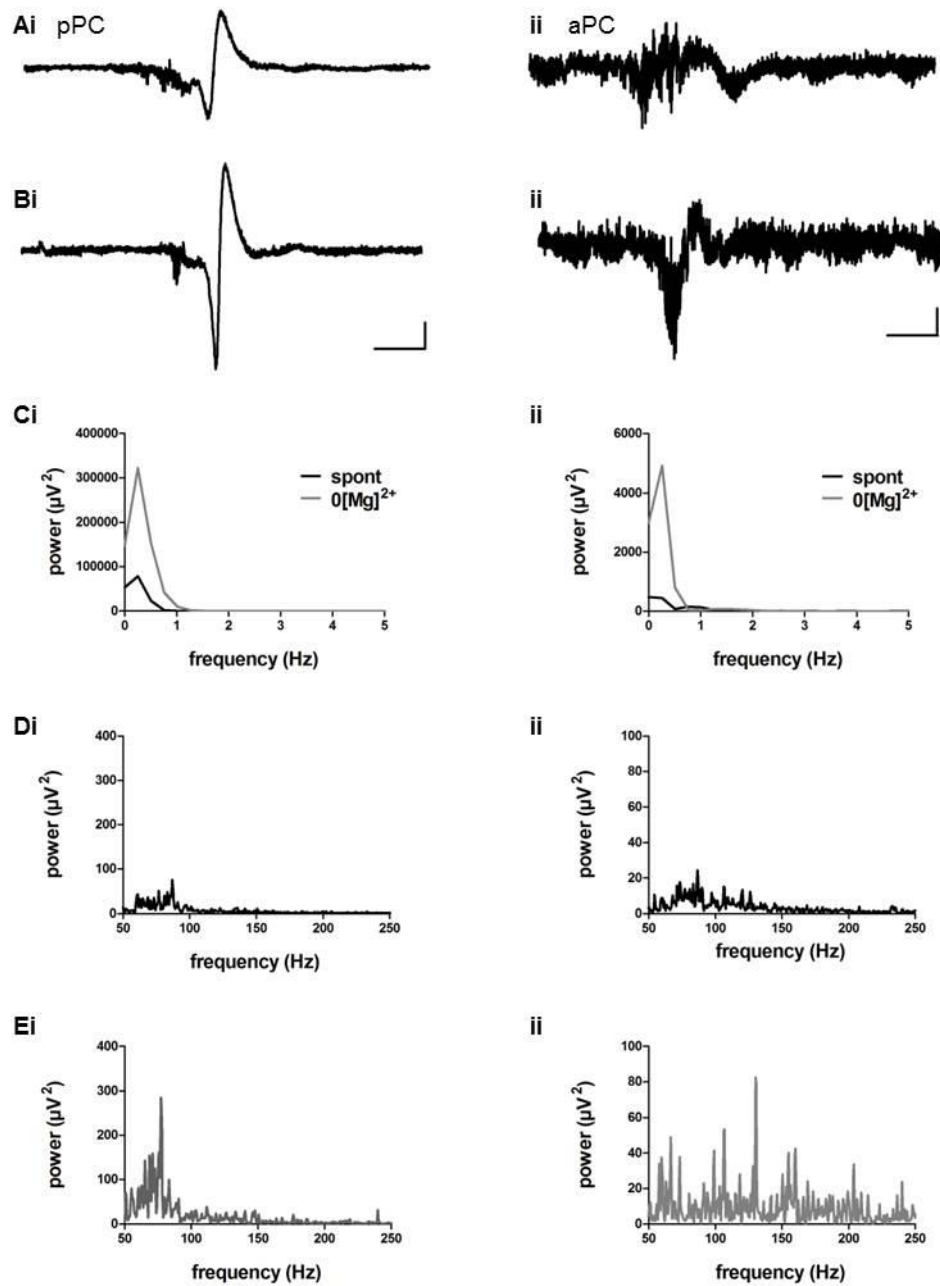 Ai pPC
ii aPC
Bi
ii
Ci
ii
400000
300000
200000
100000
0
power (µV²)
spont
0[Mg]²⁺
0 1 2 3 4 5
frequency (Hz)
6000
4000
2000
0
power (µV²)
spont
0[Mg]²⁺
0 1 2 3 4 5
frequency (Hz)
Di
ii
400
300
200
100
0
power (µV²)
50 100 150 200 250
frequency (Hz)
100
80
60
40
20
0
power (µV²)
50 100 150 200 250
frequency (Hz)
Ei
ii
400
300
200
100
0
power (µV²)
50 100 150 200 250
frequency (Hz)
100
80
60
40
20
0
power (µV²)
50 100 150 200 250
frequency (Hz)